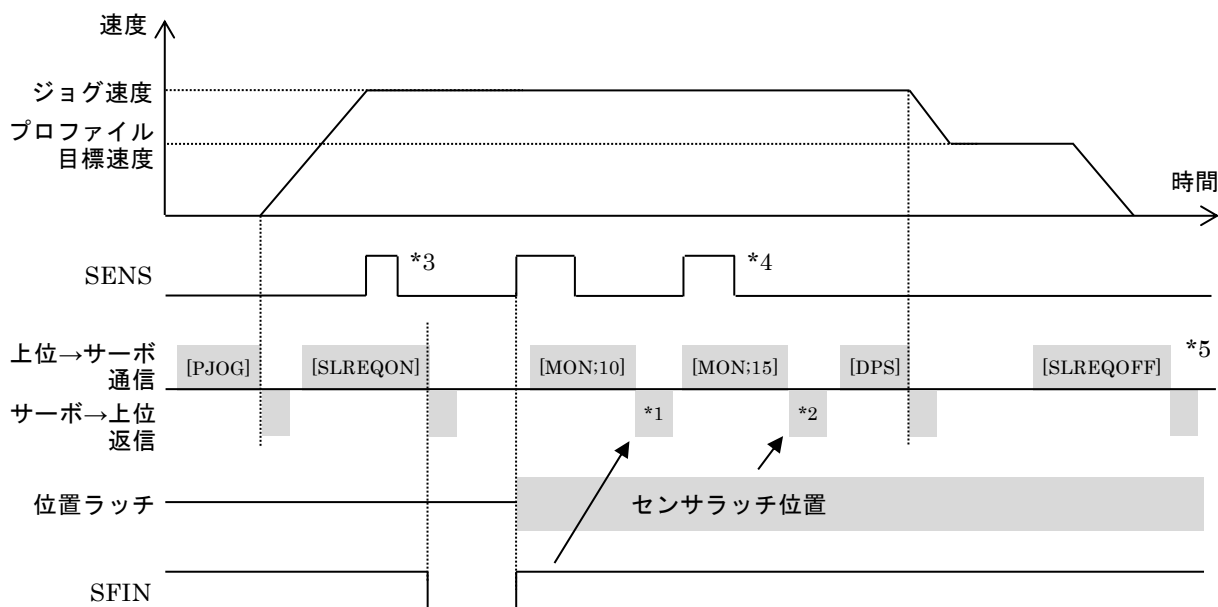 速度
ジョグ速度
プロファイル
目標速度
時間
SENS
*3
*4
上位→サーボ
通信
[PJOG]
[SLREQON]
[MON;10]
[MON;15]
[DPS]
[SLREQOFF]
*5
サーボ→上位
返信
*1
*2
位置ラッチ
センサラッチ位置
SFIN